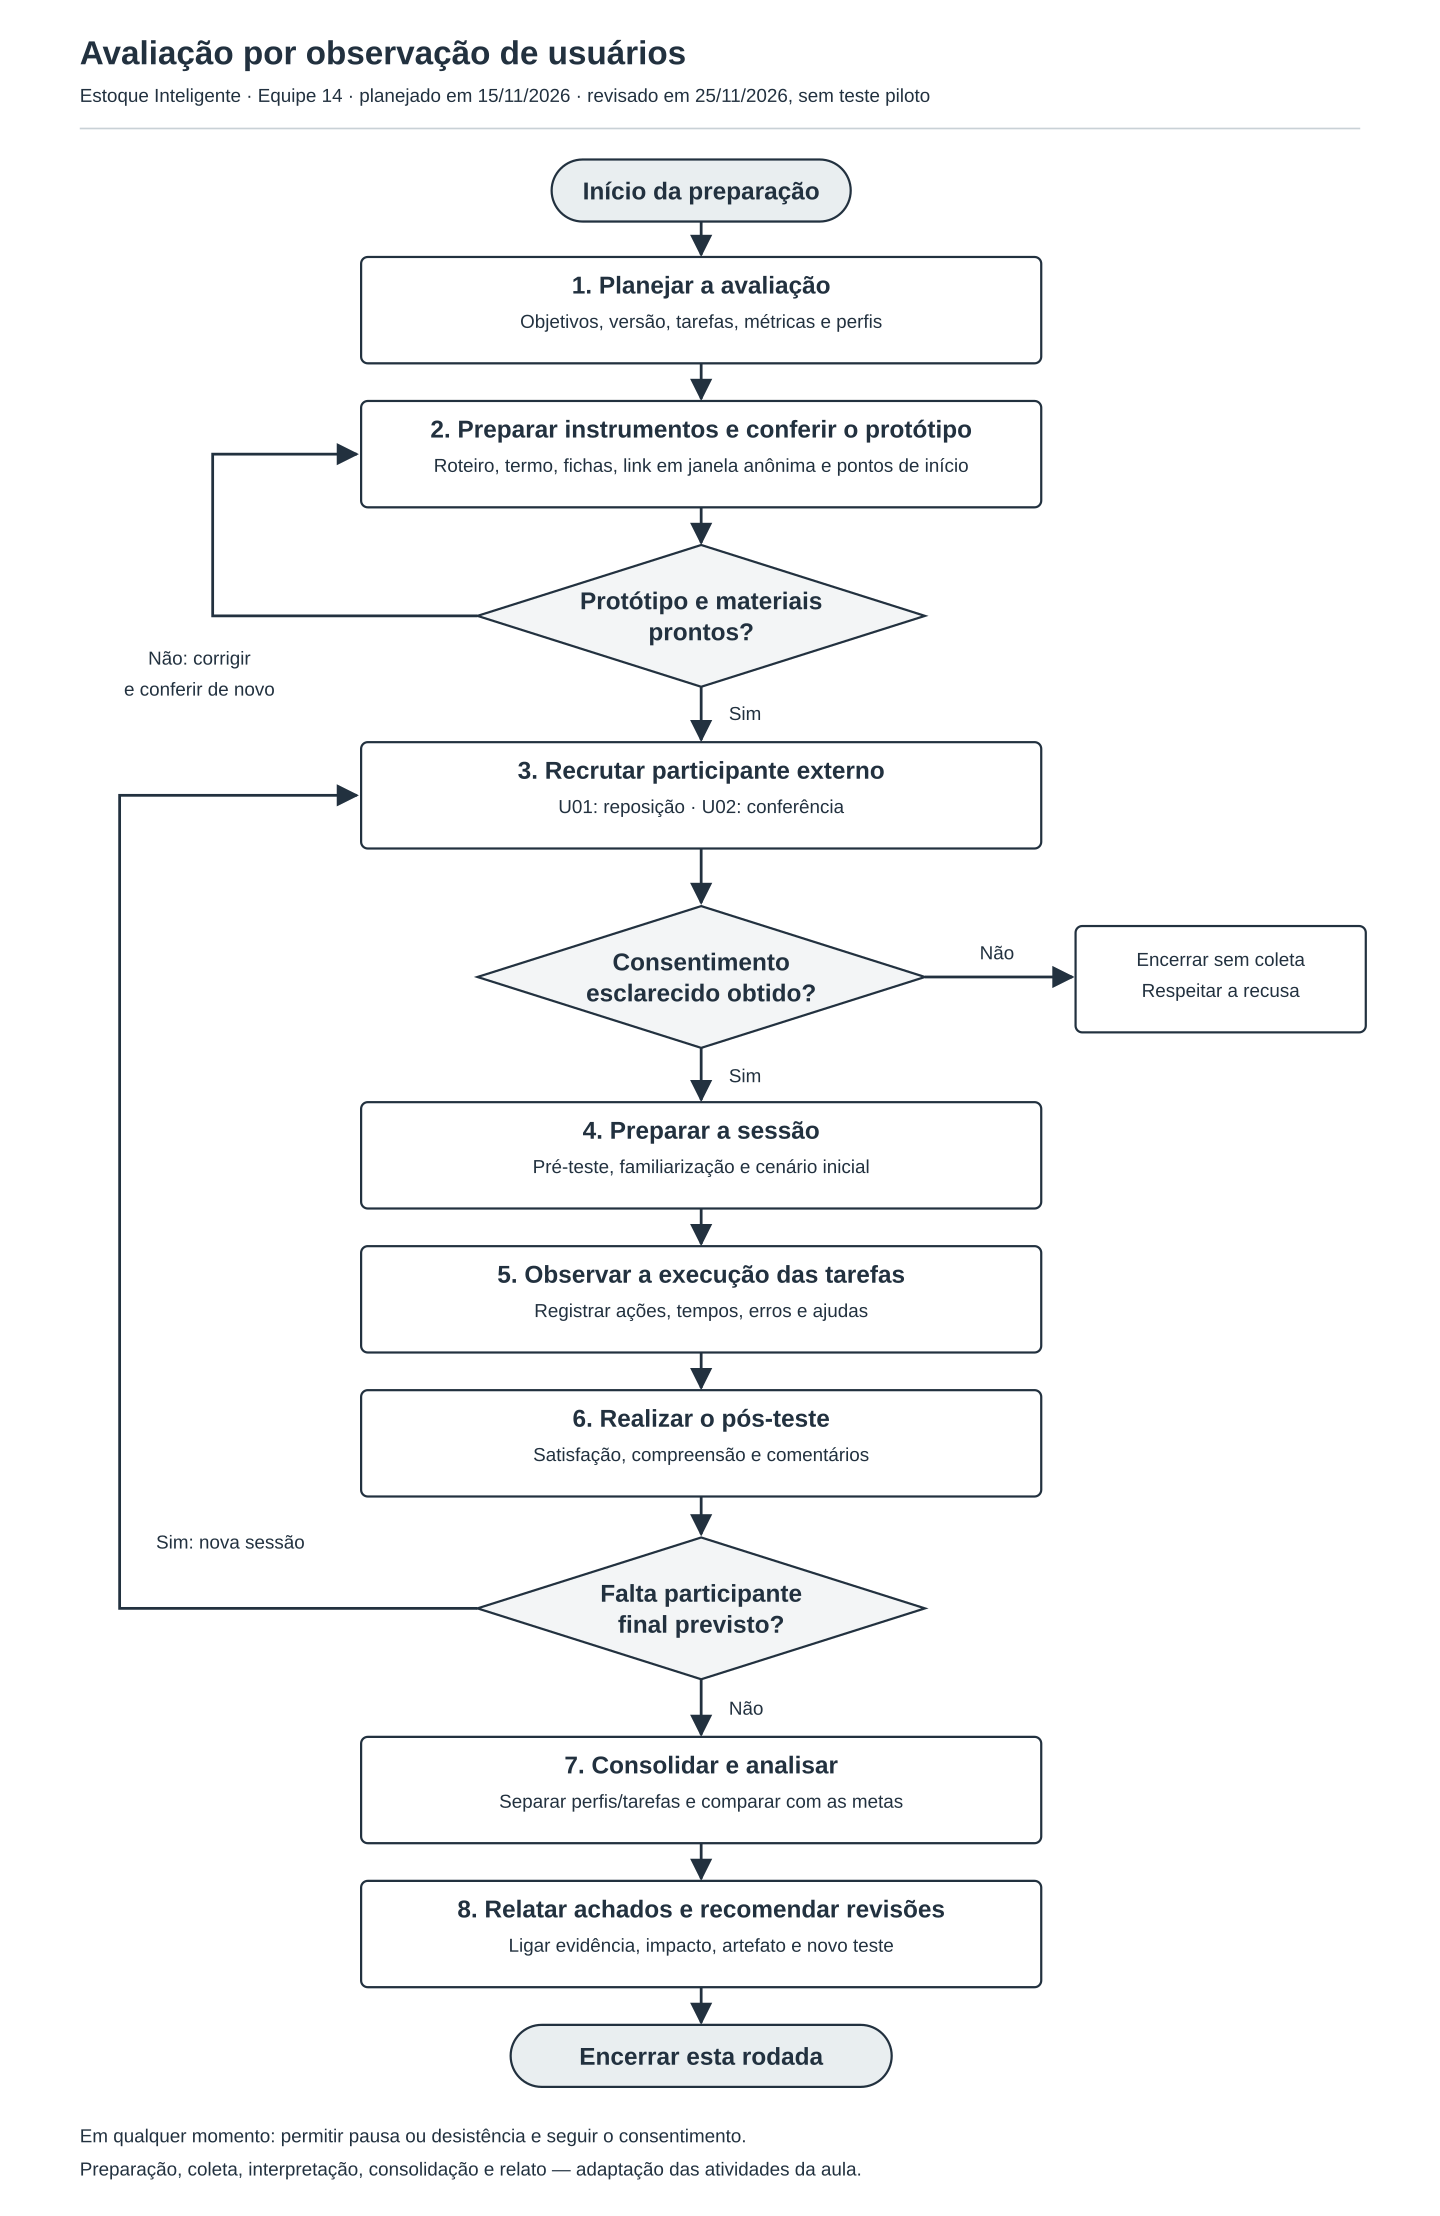 Avaliação por observação de usuários
Estoque Inteligente · Equipe 14 · planejado em 15/11/2026 · revisado em 25/11/2026, sem teste piloto
Início da preparação
1. Planejar a avaliação
Objetivos, versão, tarefas, métricas e perfis
2. Preparar instrumentos e conferir o protótipo
Roteiro, termo, fichas, link em janela anônima e pontos de início
Protótipo e materiais
prontos?
Não: corrigir
e conferir de novo
Sim
3. Recrutar participante externo
U01: reposição · U02: conferência
Consentimento
esclarecido obtido?
Não
Encerrar sem coleta
Respeitar a recusa
Sim
4. Preparar a sessão
Pré-teste, familiarização e cenário inicial
5. Observar a execução das tarefas
Registrar ações, tempos, erros e ajudas
6. Realizar o pós-teste
Satisfação, compreensão e comentários
Sim: nova sessão
Falta participante
final previsto?
Não
7. Consolidar e analisar
Separar perfis/tarefas e comparar com as metas
8. Relatar achados e recomendar revisões
Ligar evidência, impacto, artefato e novo teste
Encerrar esta rodada
Em qualquer momento: permitir pausa ou desistência e seguir o consentimento.
Preparação, coleta, interpretação, consolidação e relato — adaptação das atividades da aula.